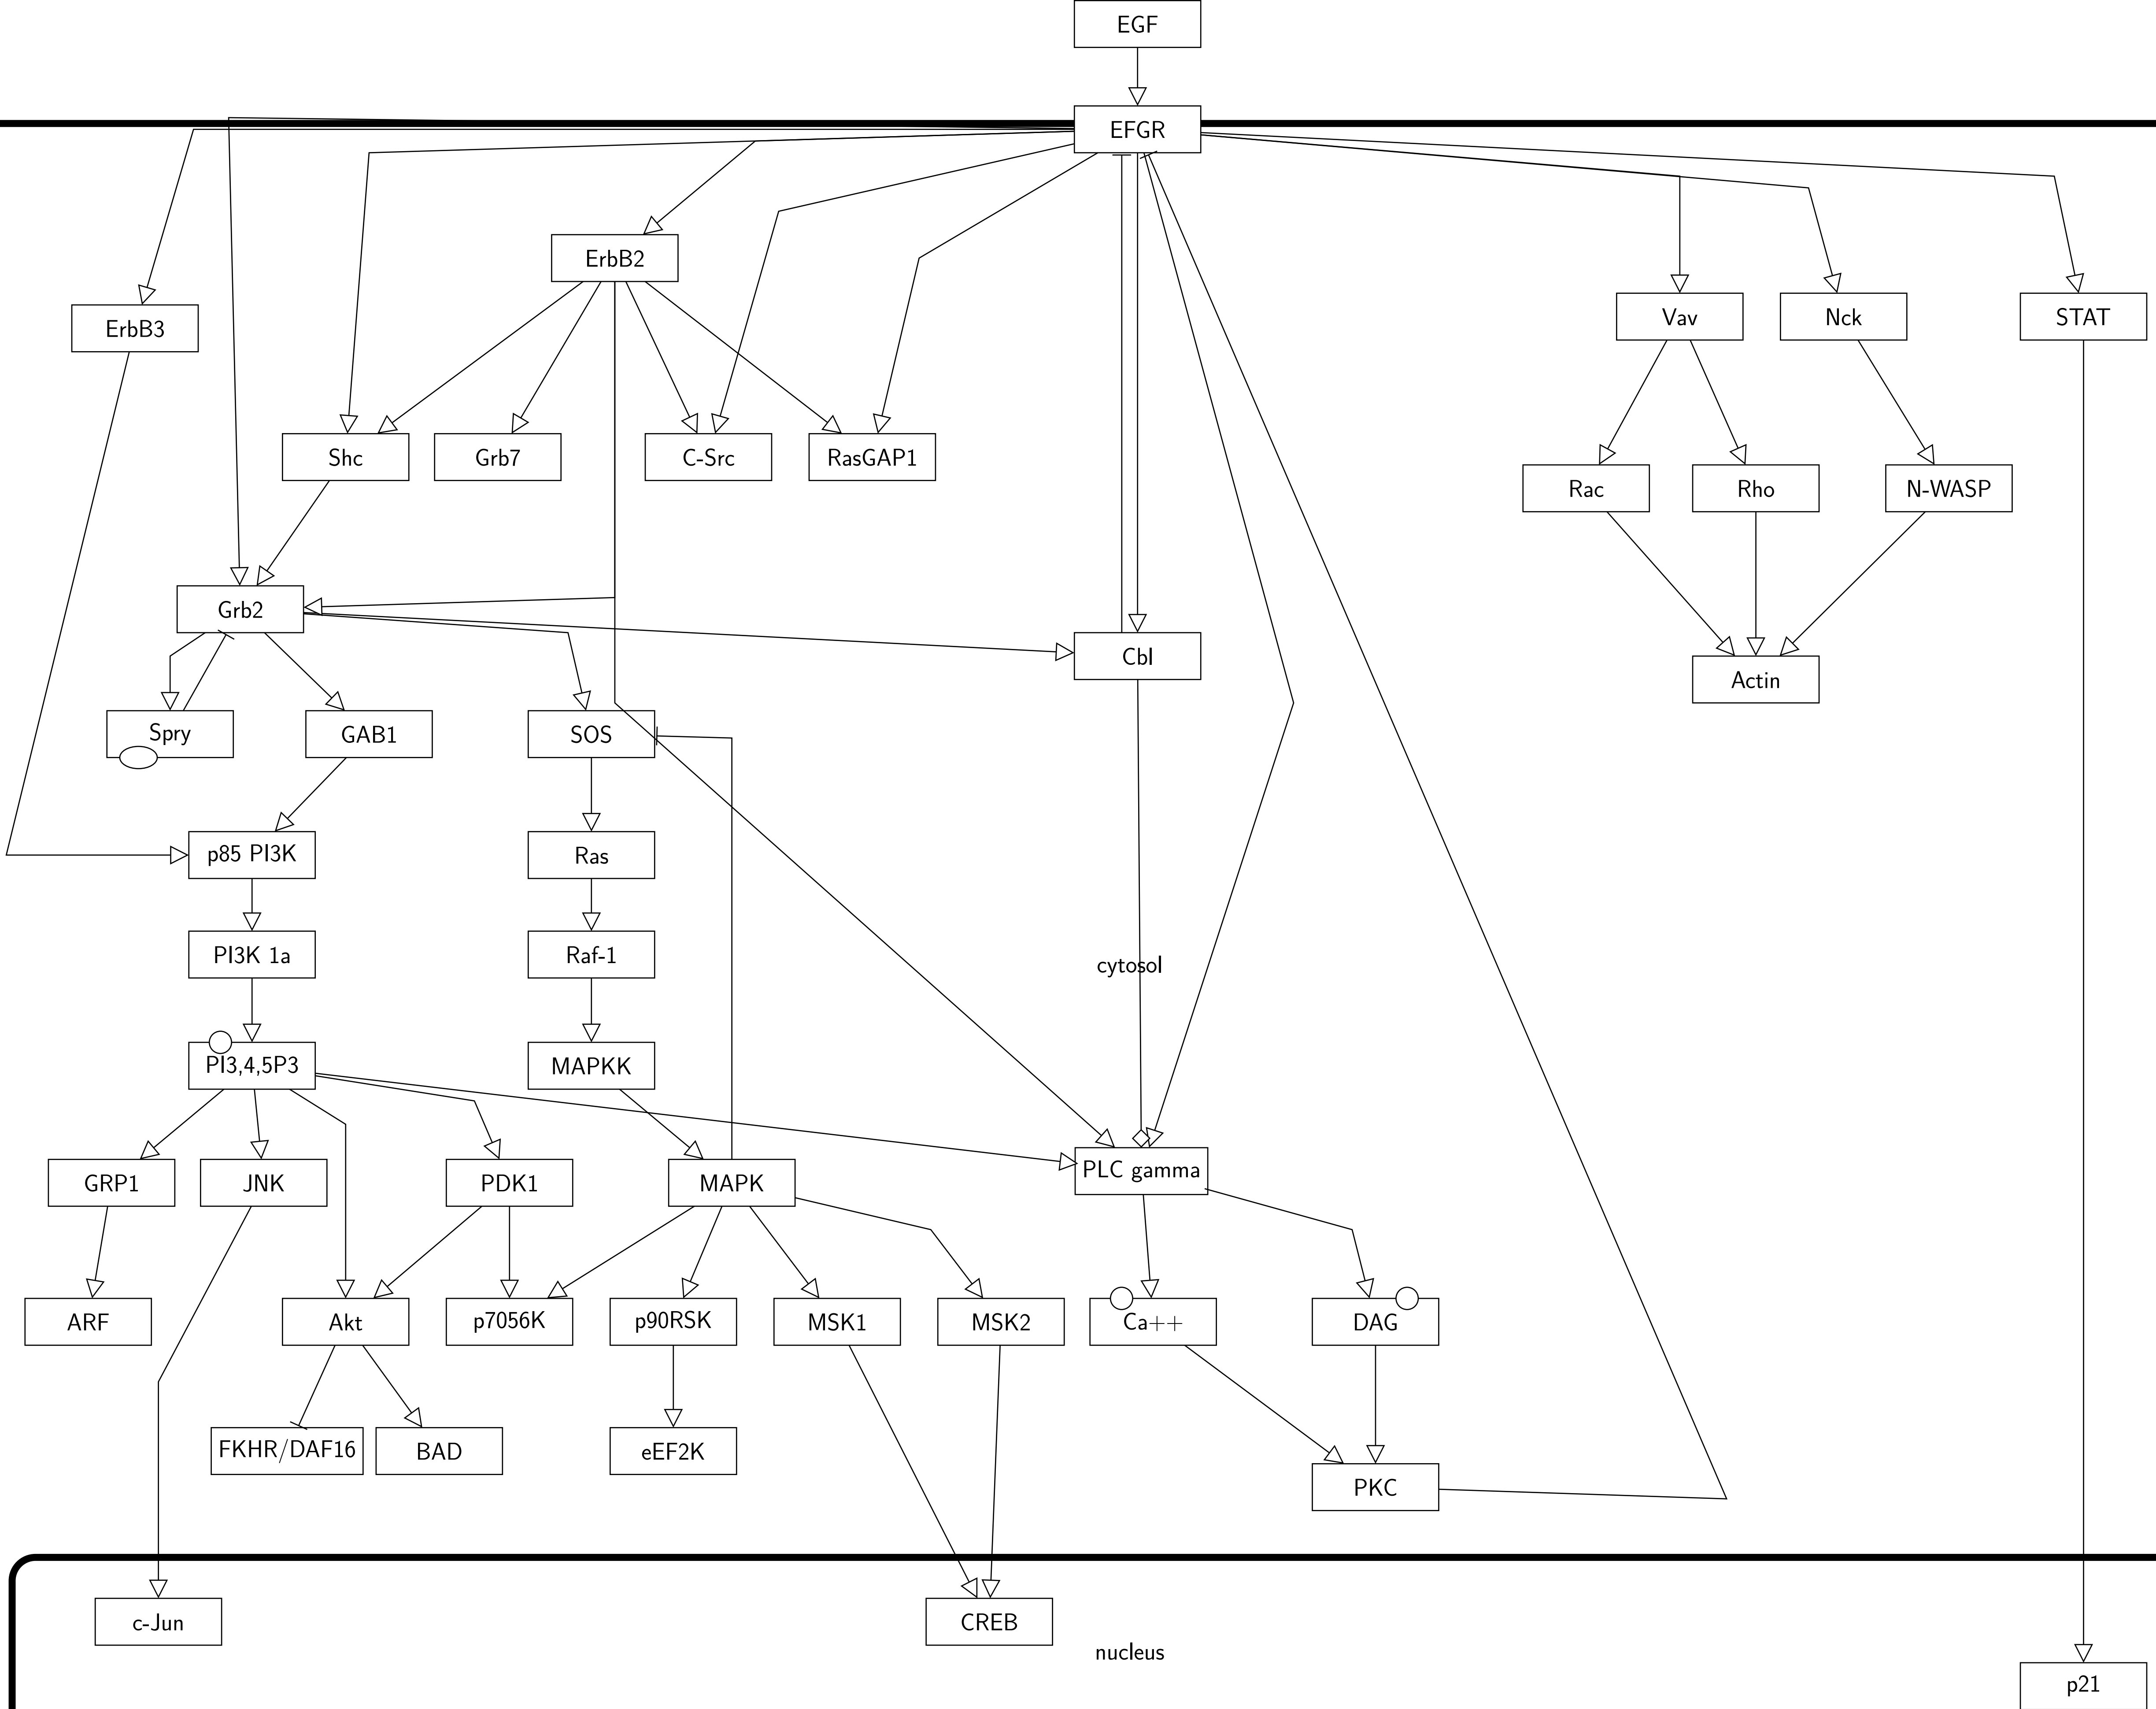 EGF
EFGR
ErbB2
ErbB3
Vav
Nck
STAT
Shc
Grb7
C-Src
RasGAP1
Rac
Rho
N-WASP
Grb2
Cbl
Actin
Spry
GAB1
SOS
p85 PI3K
Ras
PI3K 1a
Raf-1
cytosol
PI3,4,5P3
MAPKK
PLC gamma
GRP1
JNK
PDK1
MAPK
ARF
Akt
p7056K
p90RSK
MSK1
MSK2
Ca++
DAG
FKHR/DAF16
BAD
eEF2K
PKC
c-Jun
CREB
nucleus
p21